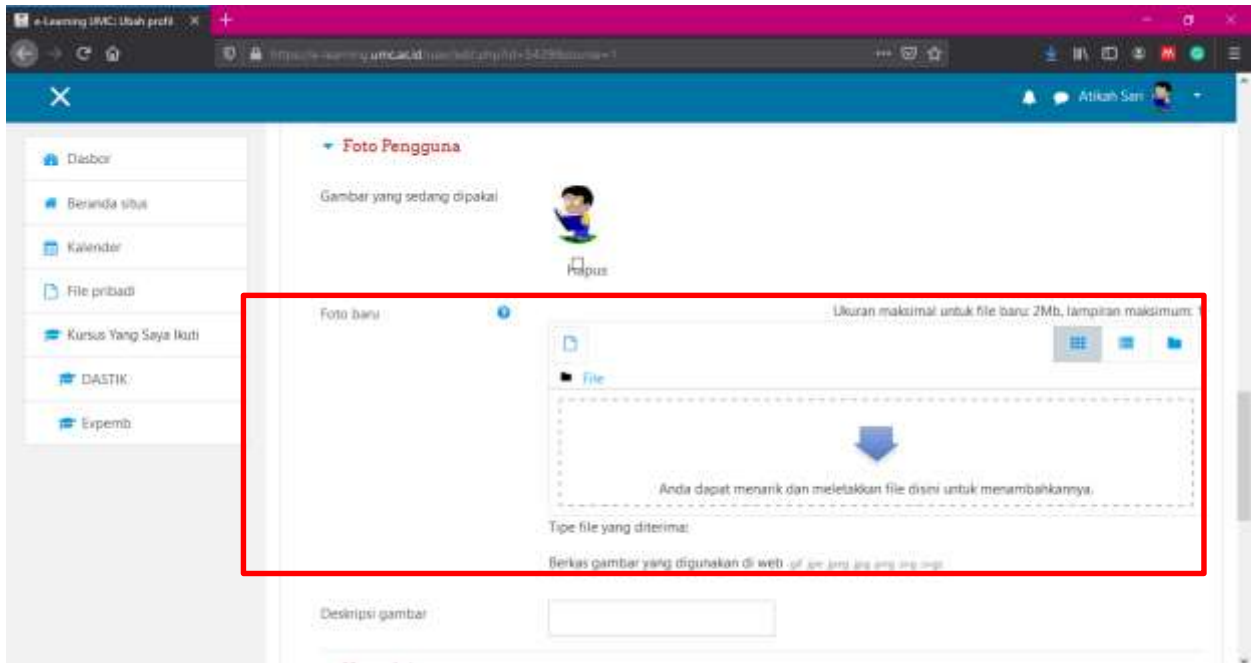 e-Learning UMC: Ubah profil
Atikah Sari
Dasbor
Beranda situs
Kalender
File pribadi
Kursus Yang Saya Ikuti
DASTIK
Evpemb
Foto Pengguna
Gambar yang sedang dipakai
Hapus
Foto baru
Ukuran maksimal untuk file baru: 2Mb, lampiran maksimum: 1
File
Anda dapat menarik dan meletakkan file disini untuk menambahkannya.
Tipe file yang diterima:
Berkas gambar yang digunakan di web
Deskripsi gambar